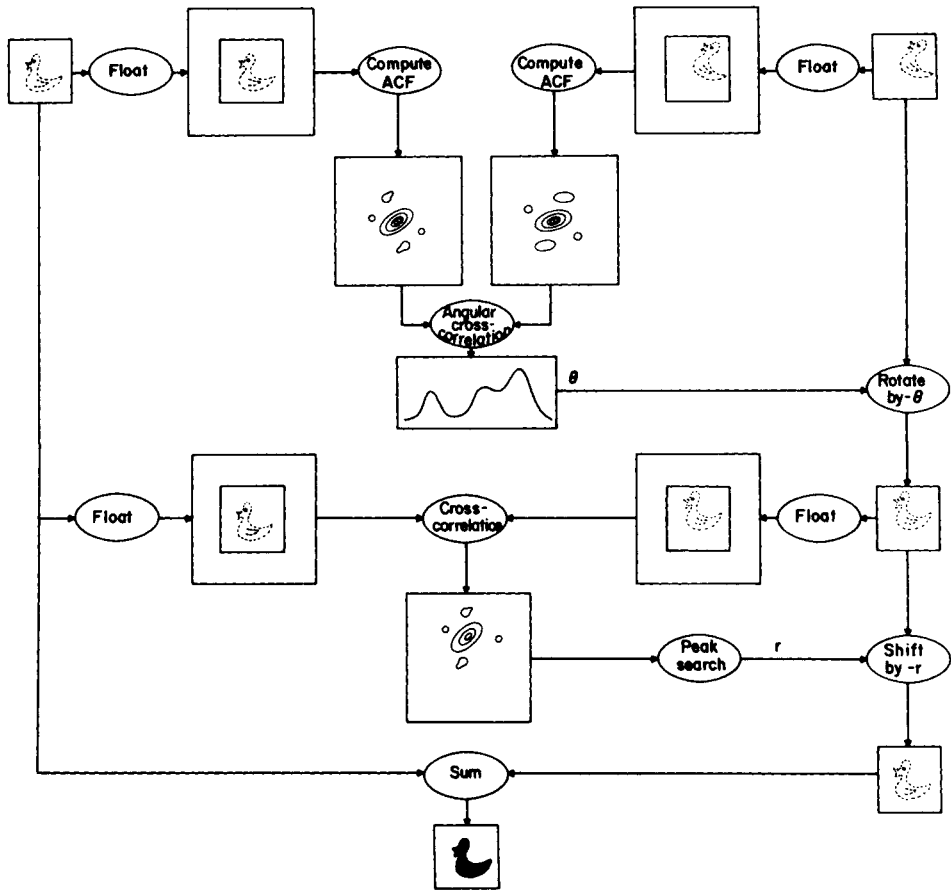 Float
Compute
ACF
Compute
ACF
Float
Angular
cross-
correlation
θ
Rotate
by-θ
Float
Cross-
correlation
Float
Peak
search
r
Shift
by -r
Sum